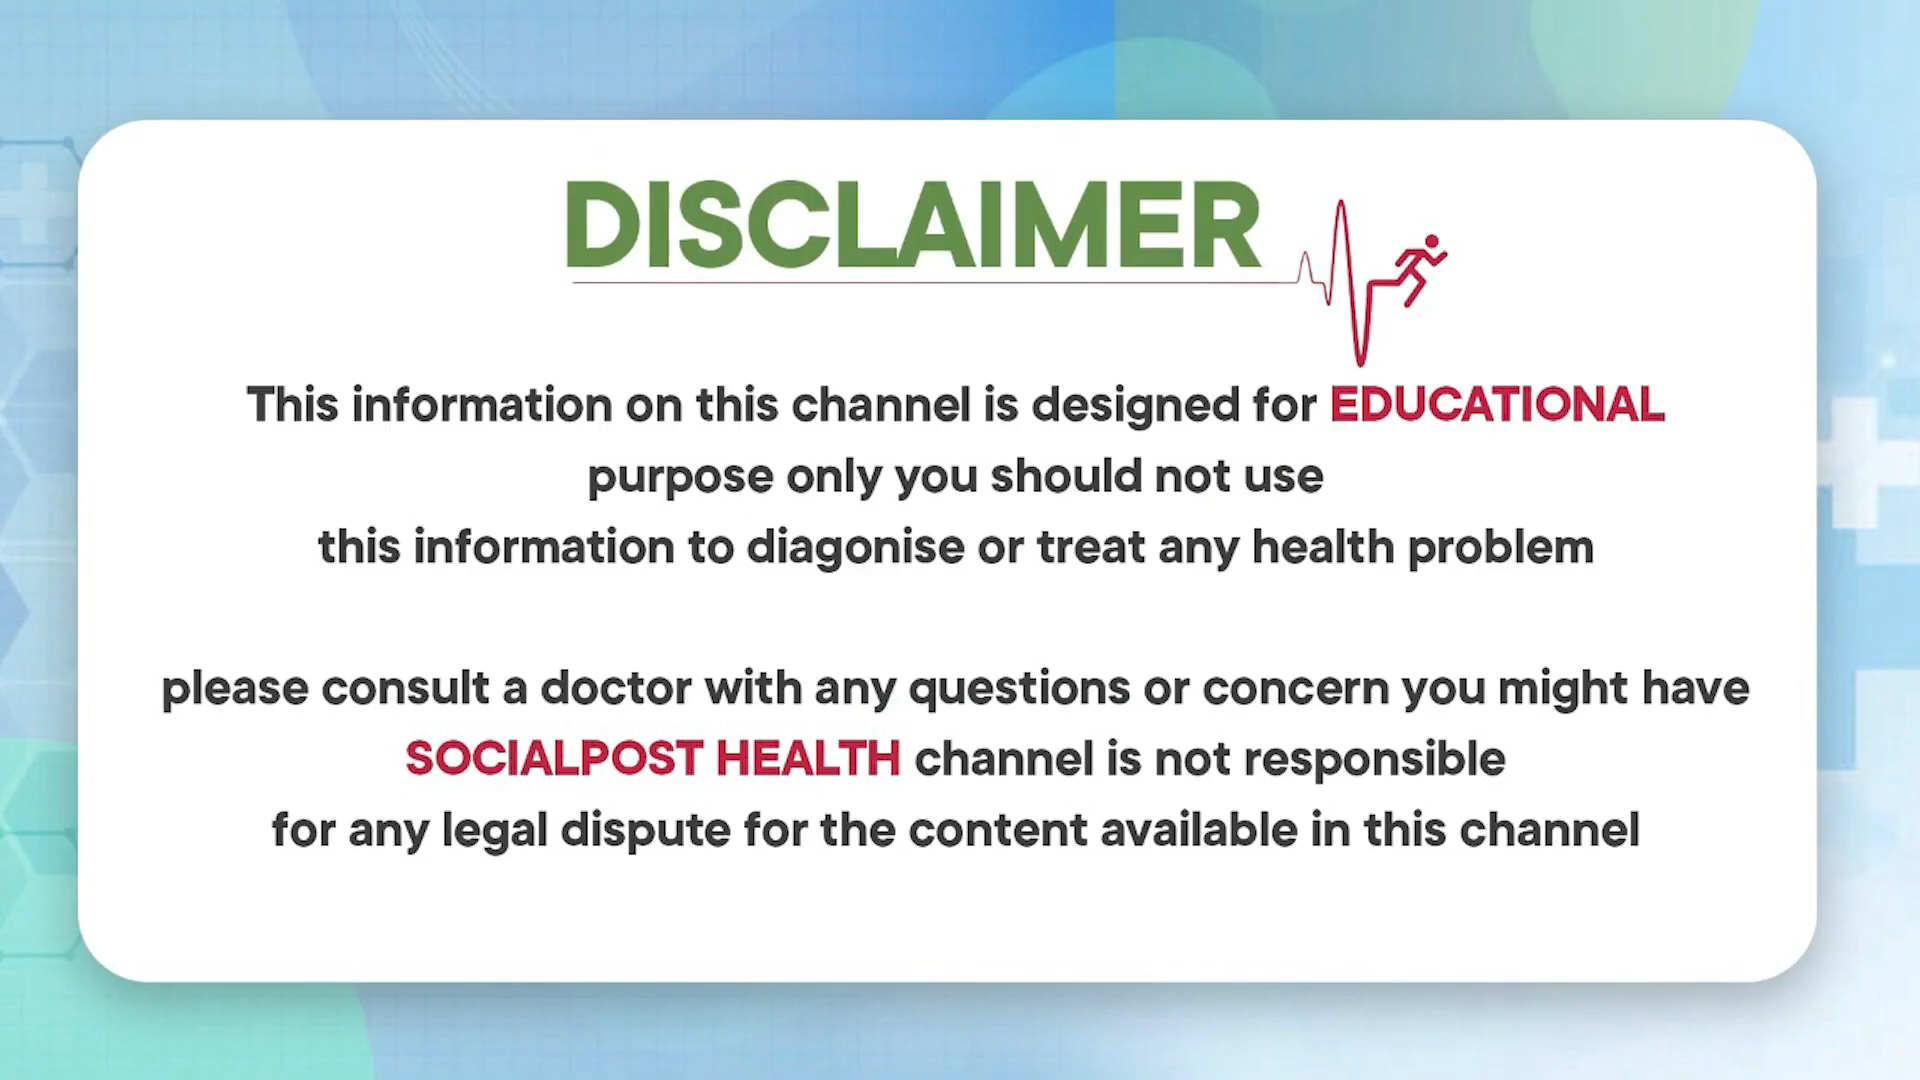 DISCLAIMER
This information on this channel is designed for EDUCATIONAL
purpose only you should not use
this information to diagonise or treat any health problem
please consult a doctor with any questions or concern you might have
SOCIALPOST HEALTH channel is not responsible
for any legal dispute for the content available in this channel